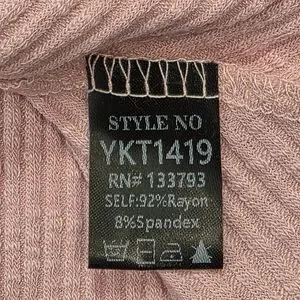 STYLE NO
YKT1419
RN# 133793
SELF:92%Rayon
8%Spandex